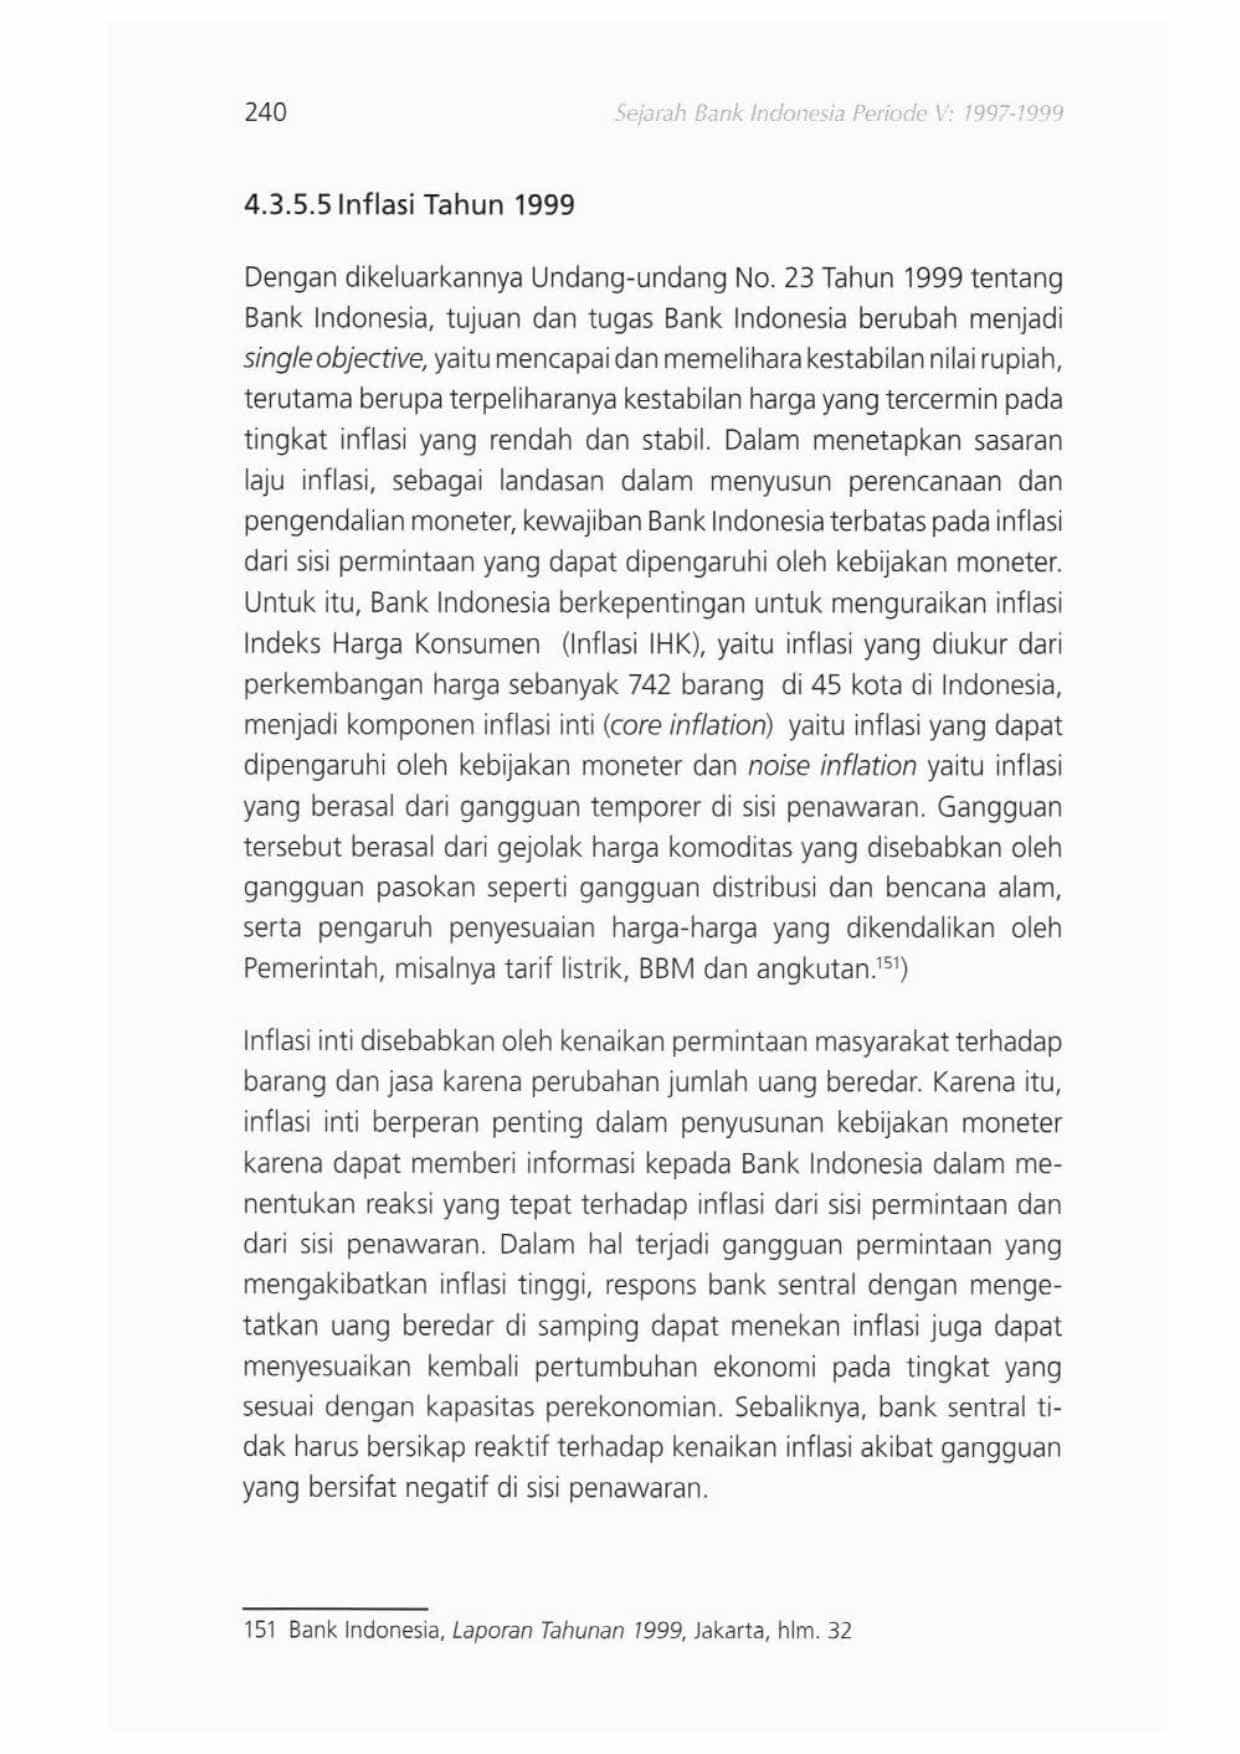 240
Sejarah Bank Indonesia Periode V: 1997-1999
4.3.5.5 Inflasi Tahun 1999
Dengan dikeluarkannya Undang-undang No. 23 Tahun 1999 tentang
Bank Indonesia, tujuan dan tugas Bank Indonesia berubah menjadi
single objective, yaitu mencapai dan memelihara kestabilan nilai rupiah,
terutama berupa terpeliharanya kestabilan harga yang tercermin pada
tingkat inflasi yang rendah dan stabil. Dalam menetapkan sasaran
laju inflasi, sebagai landasan dalam menyusun perencanaan dan
pengendalian moneter, kewajiban Bank Indonesia terbatas pada inflasi
dari sisi permintaan yang dapat dipengaruhi oleh kebijakan moneter.
Untuk itu, Bank Indonesia berkepentingan untuk menguraikan inflasi
Indeks Harga Konsumen (Inflasi IHK), yaitu inflasi yang diukur dari
perkembangan harga sebanyak 742 barang di 45 kota di Indonesia,
menjadi komponen inflasi inti (core inflation) yaitu inflasi yang dapat
dipengaruhi oleh kebijakan moneter dan noise inflation yaitu inflasi
yang berasal dari gangguan temporer di sisi penawaran. Gangguan
tersebut berasal dari gejolak harga komoditas yang disebabkan oleh
gangguan pasokan seperti gangguan distribusi dan bencana alam,
serta pengaruh penyesuaian harga-harga yang dikendalikan oleh
Pemerintah, misalnya tarif listrik, BBM dan angkutan.151)
Inflasi inti disebabkan oleh kenaikan permintaan masyarakat terhadap
barang dan jasa karena perubahan jumlah uang beredar. Karena itu,
inflasi inti berperan penting dalam penyusunan kebijakan moneter
karena dapat memberi informasi kepada Bank Indonesia dalam me-
nentukan reaksi yang tepat terhadap inflasi dari sisi permintaan dan
dari sisi penawaran. Dalam hal terjadi gangguan permintaan yang
mengakibatkan inflasi tinggi, respons bank sentral dengan menge-
tatkan uang beredar di samping dapat menekan inflasi juga dapat
menyesuaikan kembali pertumbuhan ekonomi pada tingkat yang
sesuai dengan kapasitas perekonomian. Sebaliknya, bank sentral ti-
dak harus bersikap reaktif terhadap kenaikan inflasi akibat gangguan
yang bersifat negatif di sisi penawaran.
151 Bank Indonesia, Laporan Tahunan 1999, Jakarta, hlm. 32